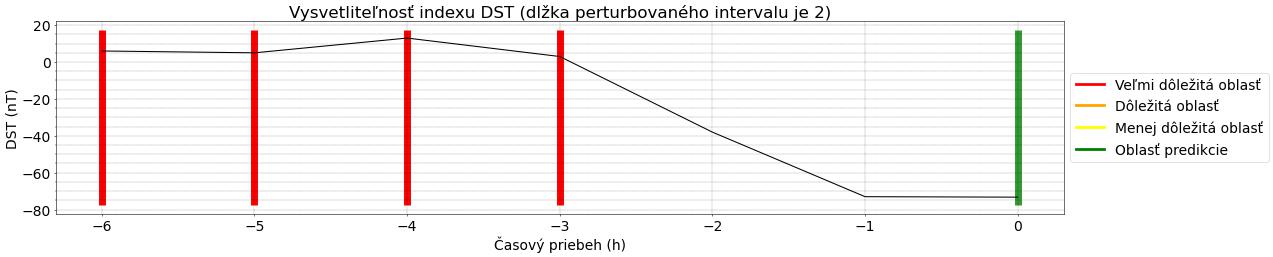 Vysvetliteľnosť indexu DST (dĺžka perturbovaného intervalu je 2)
20
0
−20
−40
−60
−80
DST (nT)
−6 −5 −4 −3 −2 −1 0
Časový priebeh (h)
Veľmi dôležitá oblasť
Dôležitá oblasť
Menej dôležitá oblasť
Oblasť predikcie